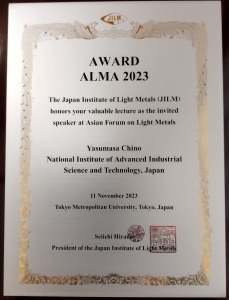 JILM
AWARD
ALMA 2023
The Japan Institute of Light Metals (JILM)
honors your valuable lecture as the invited
speaker at Asian Forum on Light Metals
Yasumasa Chino
National Institute of Advanced Industrial
Science and Technology, Japan
11 November 2023
Tokyo Metropolitan University, Tokyo, Japan
Seiichi Hirano
President of the Japan Institute of Light Metals